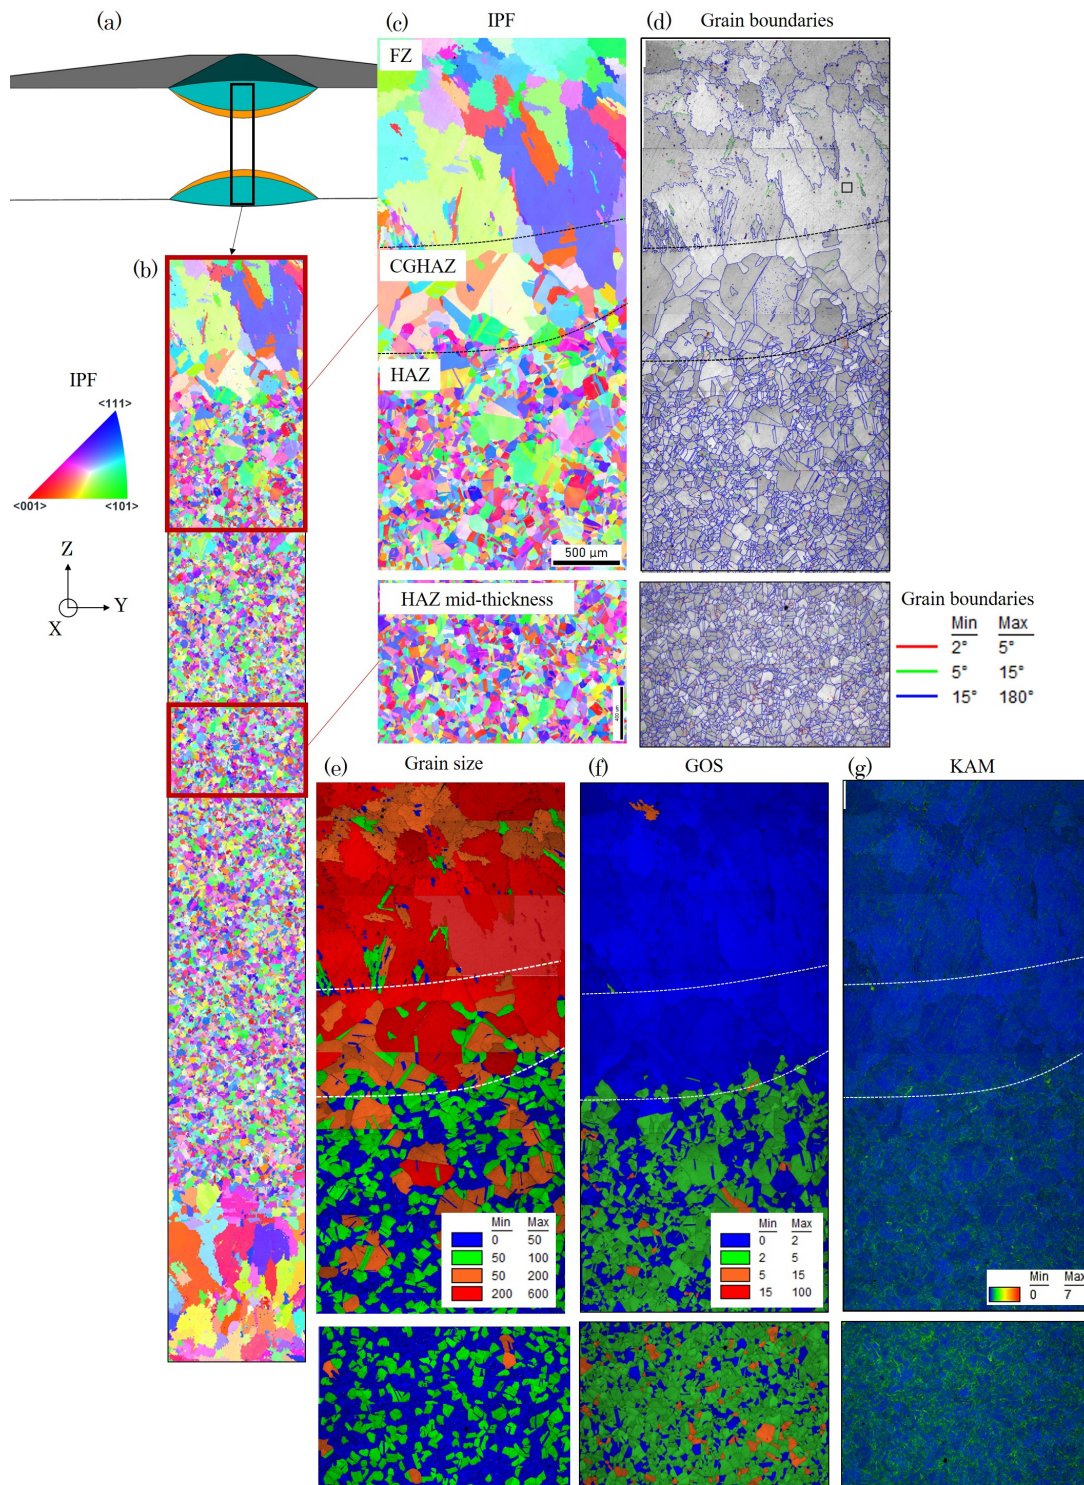 (a)
(b)
IPF
<111>
<001>
<101>
Z
Y
X
(c)
IPF
FZ
CGHAZ
HAZ
500 µm
HAZ mid-thickness
(d)
Grain boundaries
Grain boundaries
Min Max
2° 5°
5° 15°
15° 180°
(e)
Grain size
Min Max
0 50
50 100
50 200
200 600
(f)
GOS
Min Max
0 2
2 5
5 15
15 100
(g)
KAM
Min Max
0 7